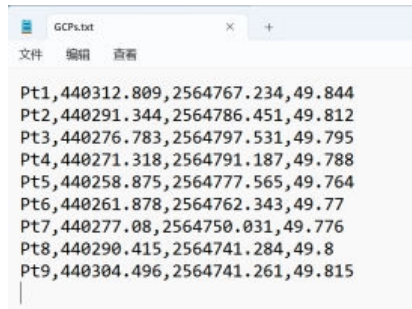 GCPs.txt × +
文件 编辑 查看
Pt1,440312.809,2564767.234,49.844
Pt2,440291.344,2564786.451,49.812
Pt3,440276.783,2564797.531,49.795
Pt4,440271.318,2564791.187,49.788
Pt5,440258.875,2564777.565,49.764
Pt6,440261.878,2564762.343,49.77
Pt7,440277.08,2564750.031,49.776
Pt8,440290.415,2564741.284,49.8
Pt9,440304.496,2564741.261,49.815